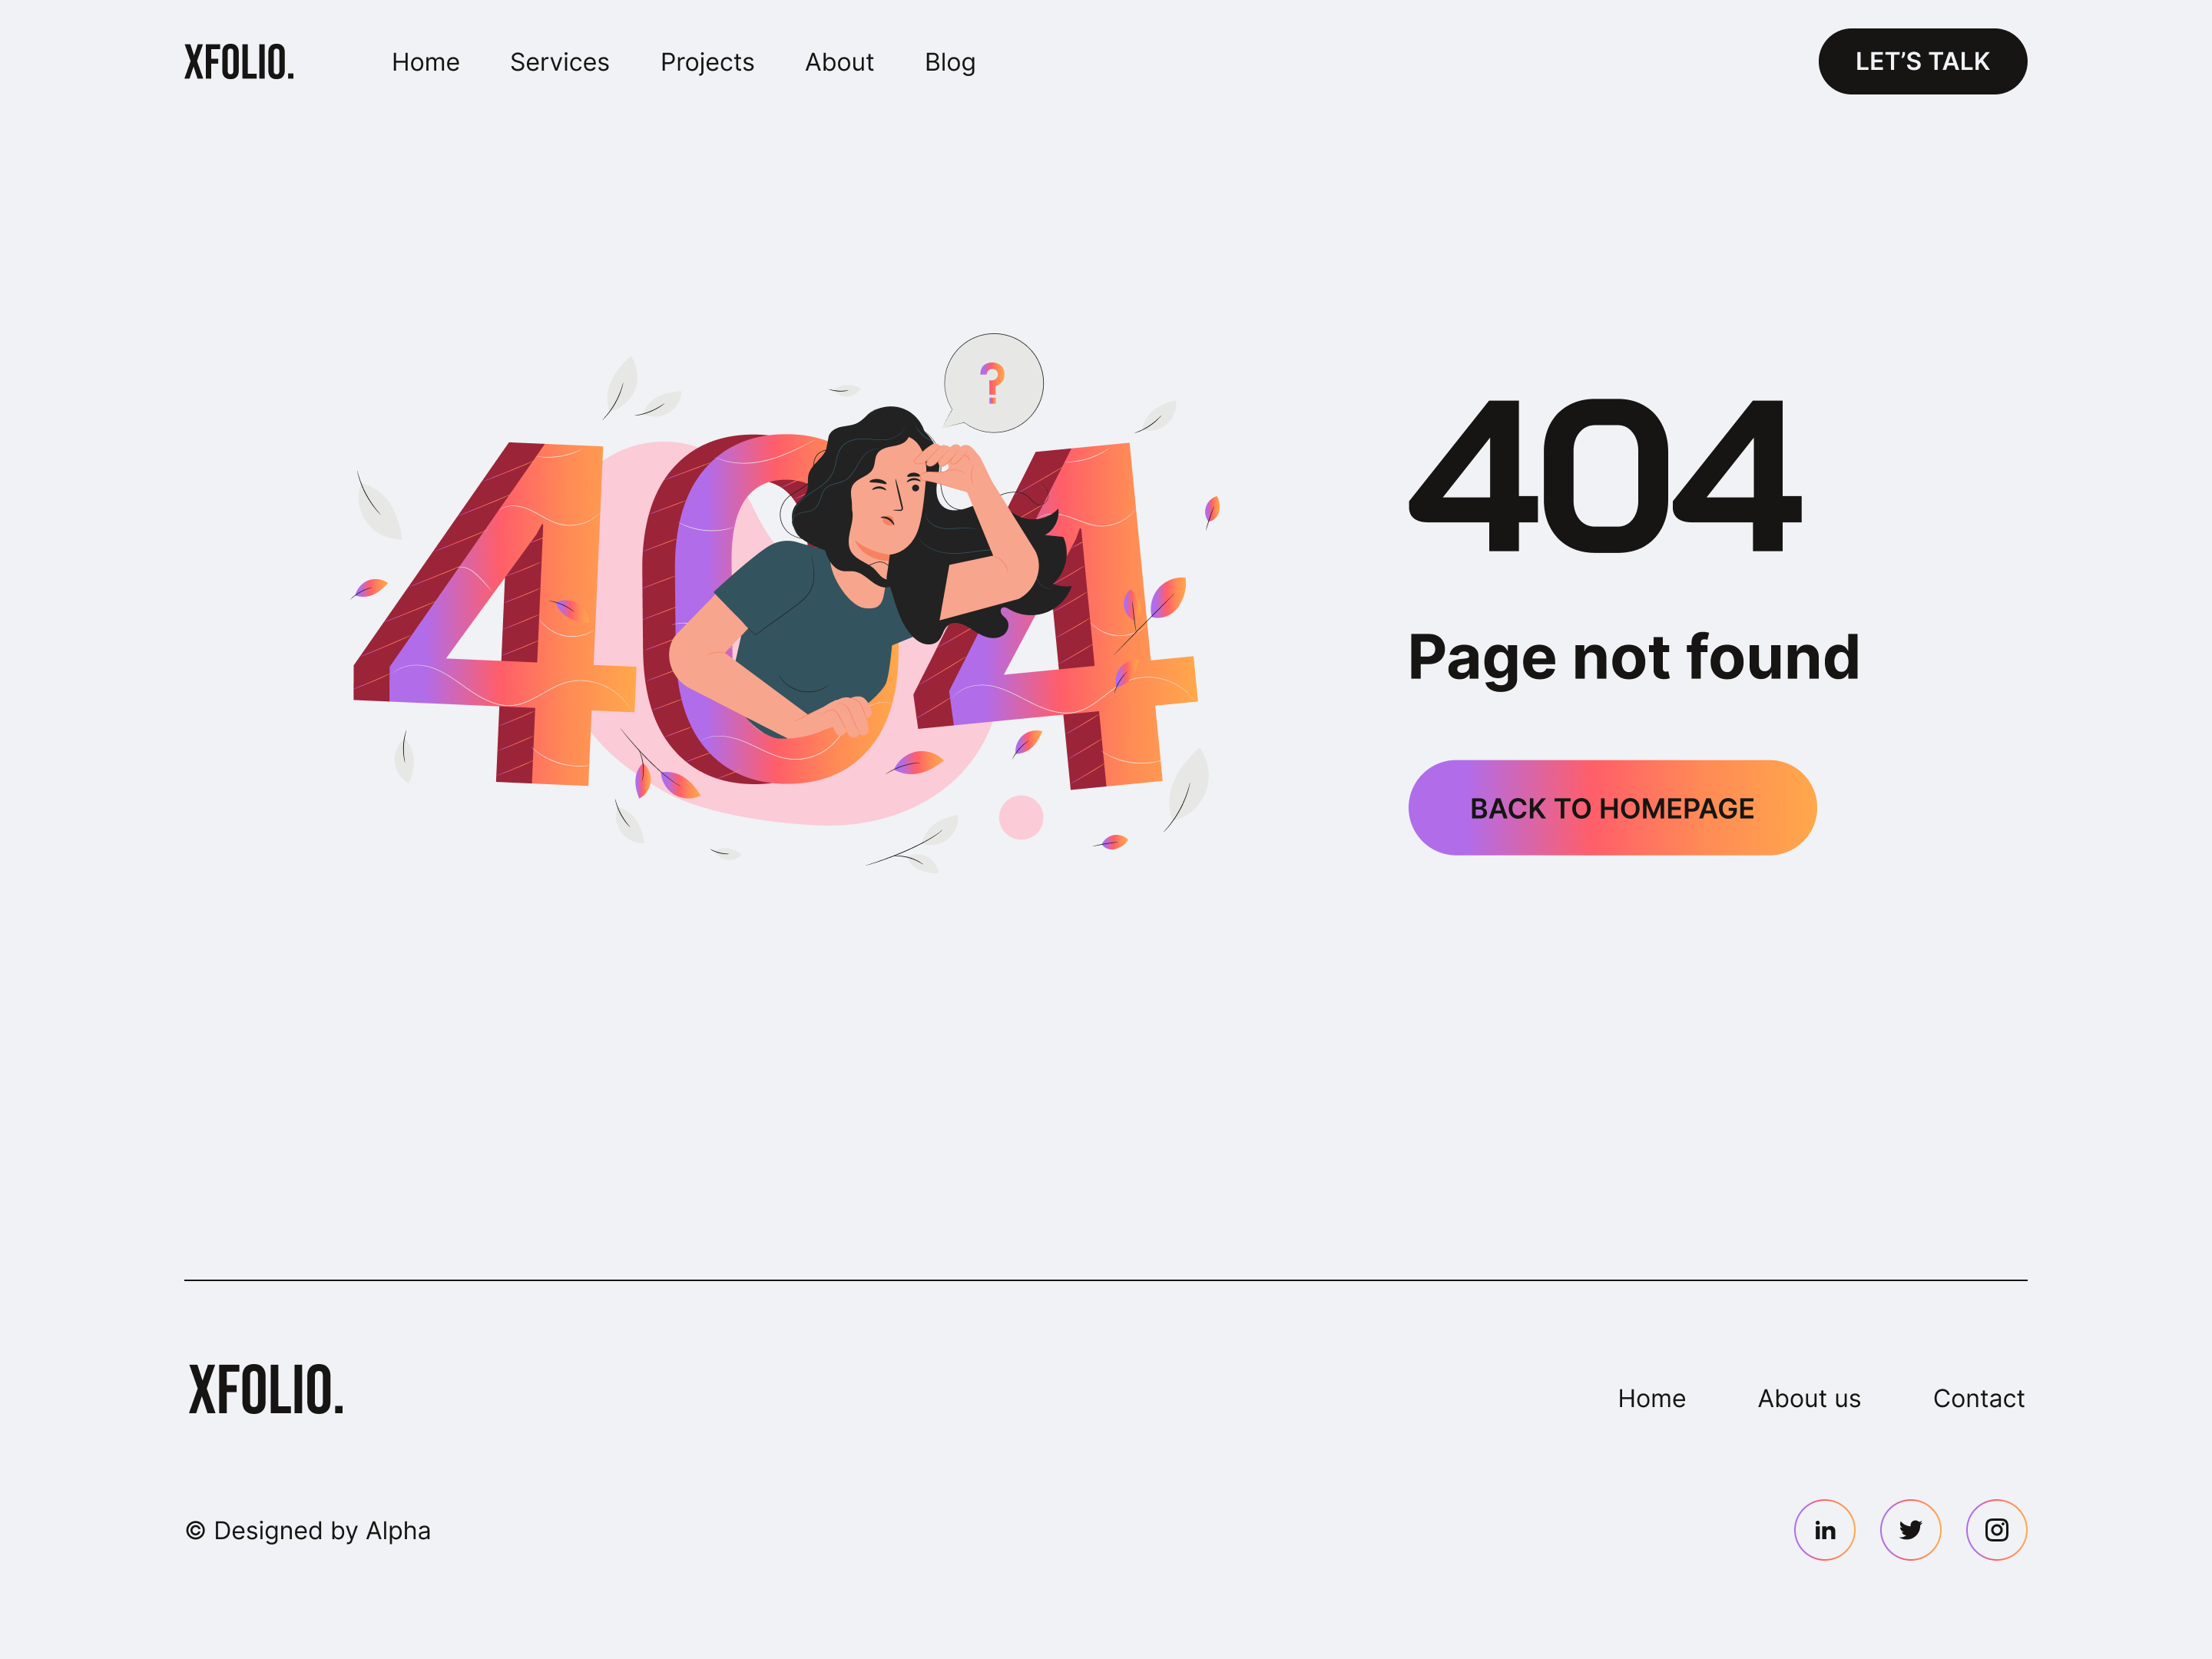 XFOLIO.
Home Services Projects About Blog
LET’S TALK
?
404
404
Page not found
BACK TO HOMEPAGE
XFOLIO.
Home About us Contact
© Designed by Alpha
in